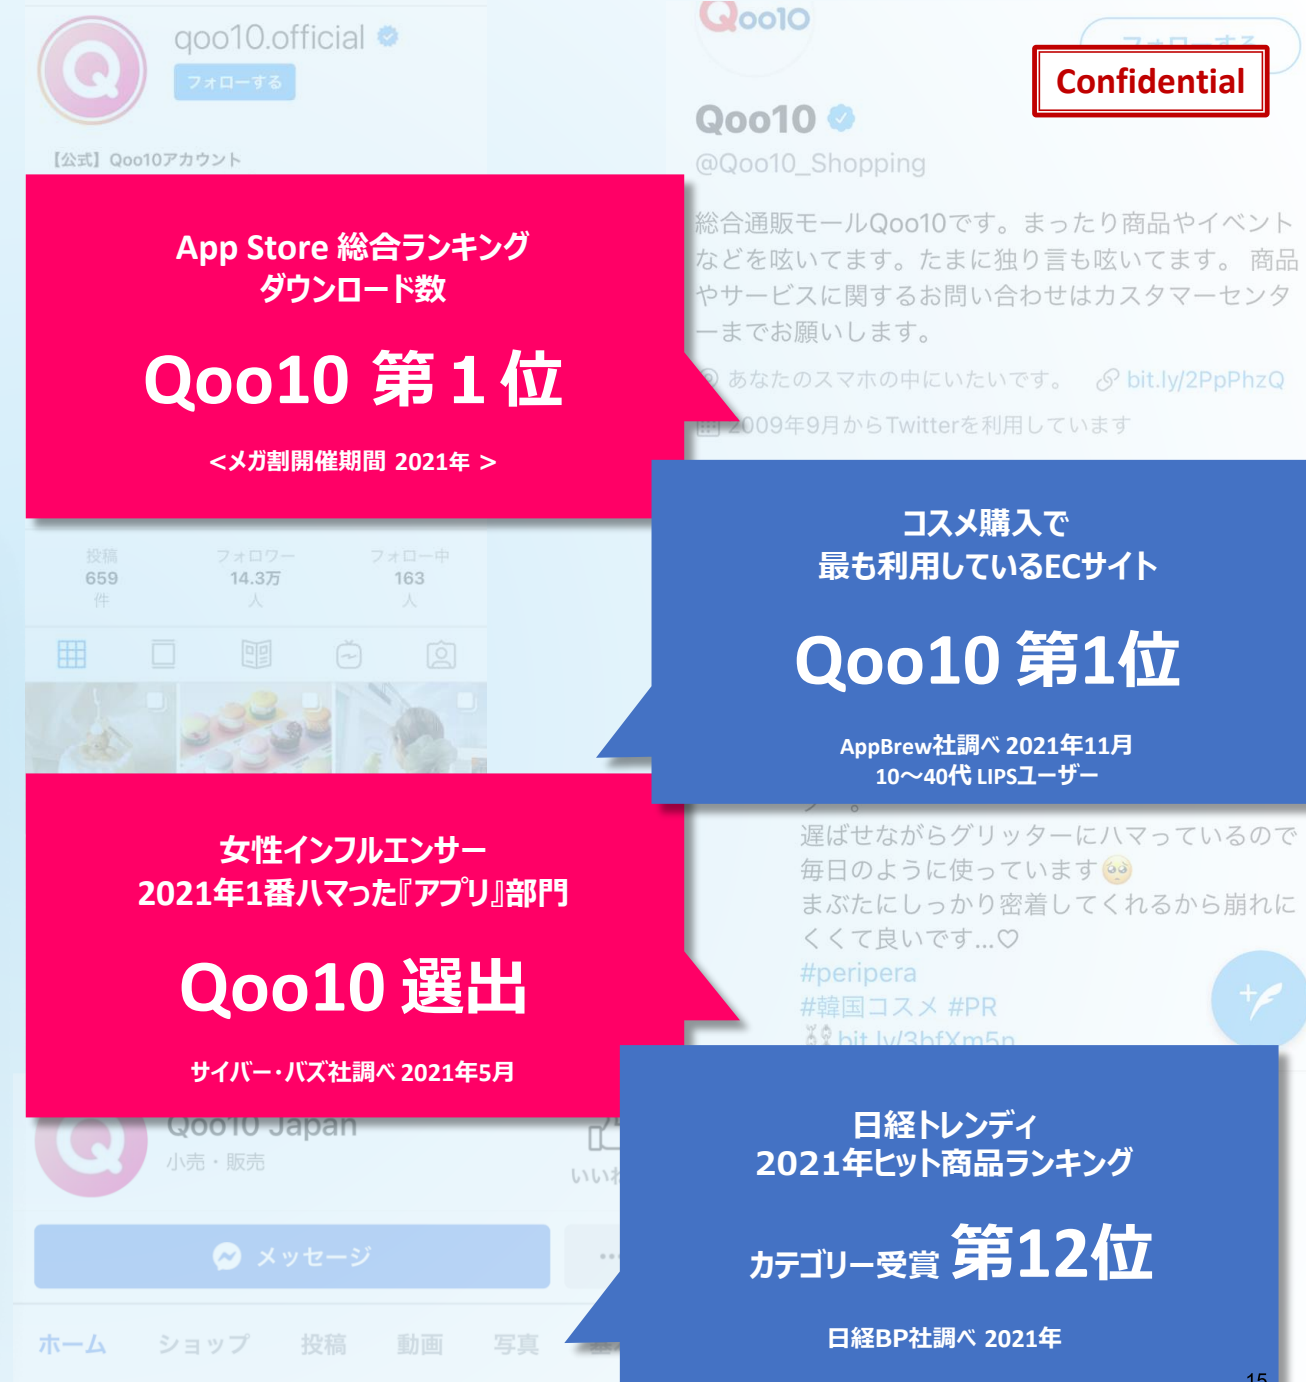 qoo10.official
フォローする
【公式】Qoo10アカウント
Qoo10
フォローする
Confidential
Qoo10
@Qoo10_Shopping
総合通販モールQoo10です。まったり商品やイベント
などを呟いてます。たまに独り言も呟いてます。 商品
やサービスに関するお問い合わせはカスタマーセンタ
ーまでお願いします。
あなたのスマホの中にいたいです。 bit.ly/2PpPhzQ
2009年9月からTwitterを利用しています
App Store 総合ランキング
ダウンロード数
Qoo10 第１位
<メガ割開催期間 2021年 >
コスメ購入で
最も利用しているECサイト
Qoo10 第1位
AppBrew社調べ 2021年11月
10～40代 LIPSユーザー
投稿 フォロワー フォロー中
659 14.3万 163
件 人 人
女性インフルエンサー
2021年1番ハマった『アプリ』部門
Qoo10 選出
サイバー・バズ社調べ 2021年5月
遅ばせながらグリッターにハマっているので
毎日のように使っています🥺
まぶたにしっかり密着してくれるから崩れに
くくて良いです...♡
#peripera
#韓国コスメ #PR
bit.ly/3bfXm5n
日経トレンディ
2021年ヒット商品ランキング
カテゴリー受賞 第12位
日経BP社調べ 2021年
Qoo10 Japan
小売・販売
いいね
メッセージ
ホーム ショップ 投稿 動画 写真
15